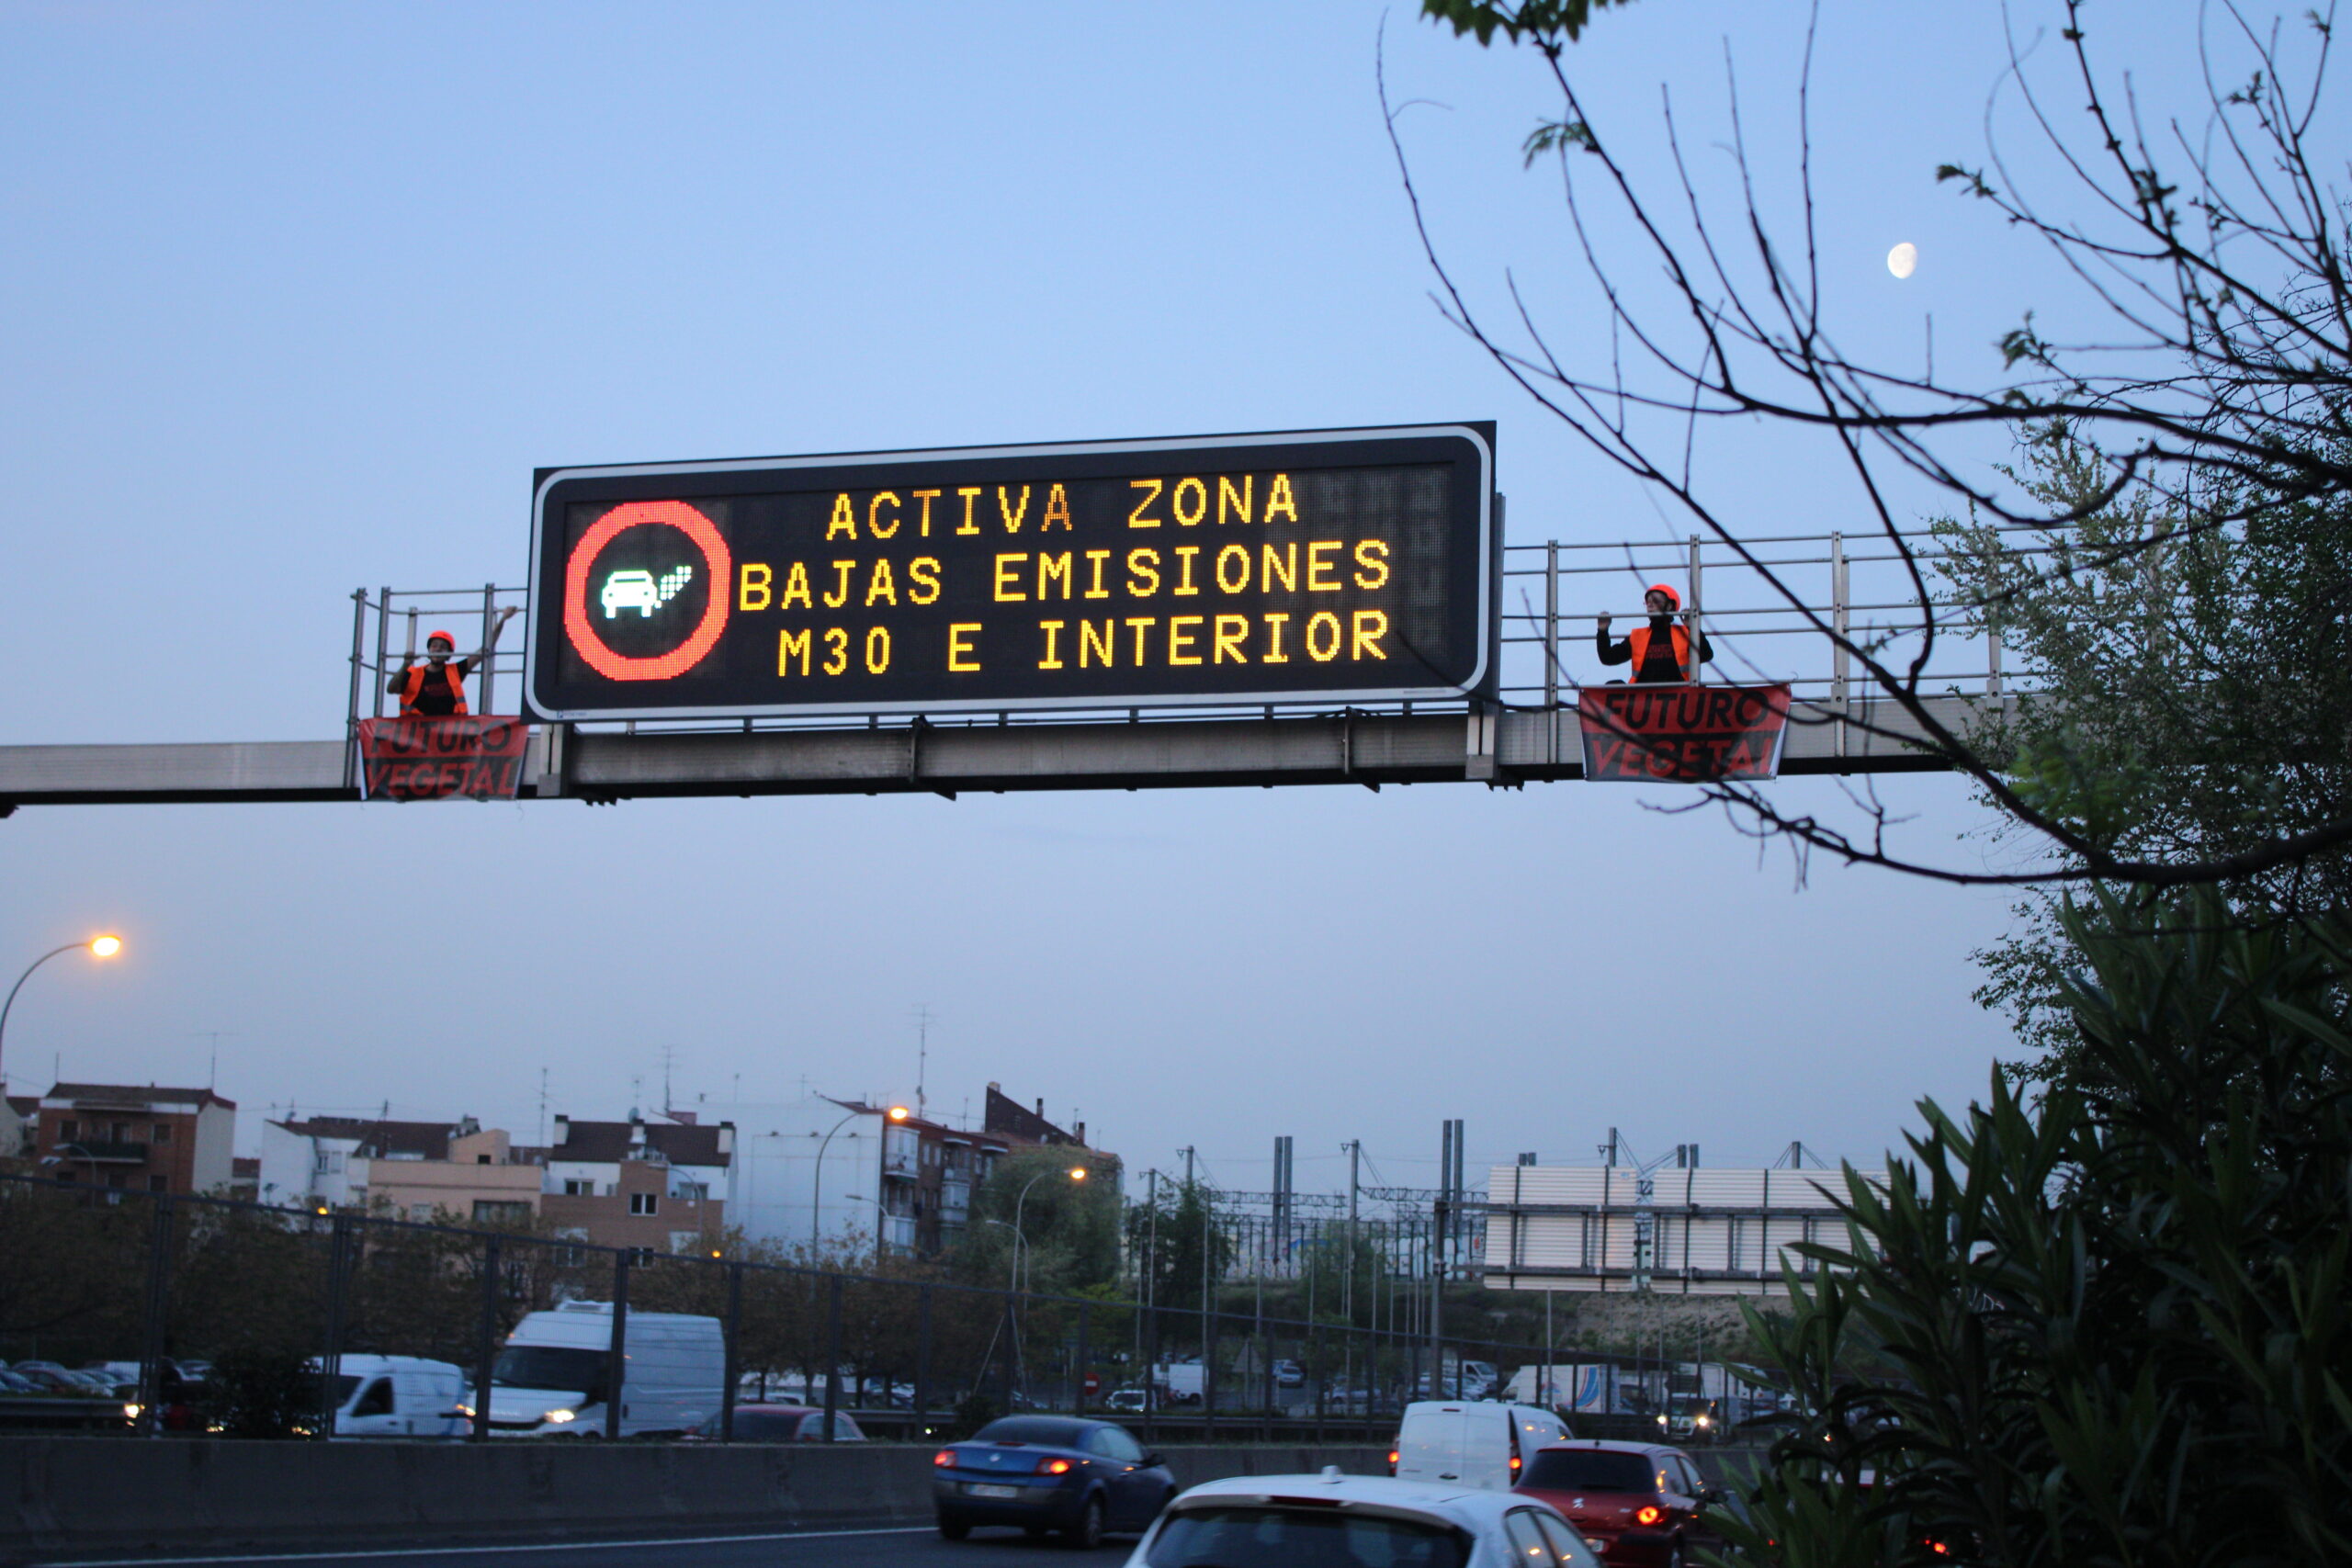 ACTIVA ZONA
BAJAS EMISIONES
M30 E INTERIOR
FUTURO
VEGETAL
FUTURO
VEGETAL